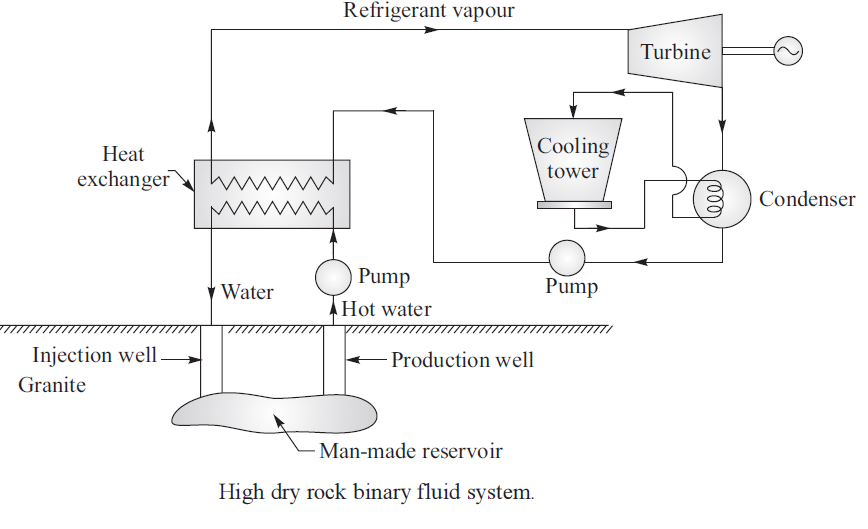 Refrigerant vapour
Turbine
Heat
exchanger
Cooling
tower
Condenser
Pump
Pump
Water
Hot water
Injection well
Production well
Granite
Man-made reservoir
High dry rock binary fluid system.